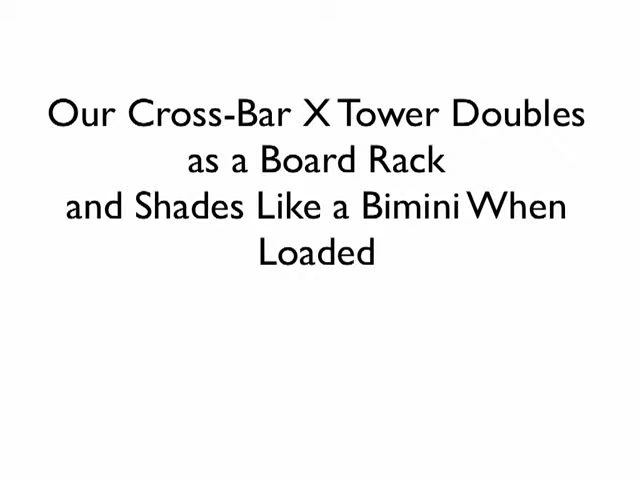 Our Cross-Bar X Tower Doubles
as a Board Rack
and Shades Like a Bimini When
Loaded